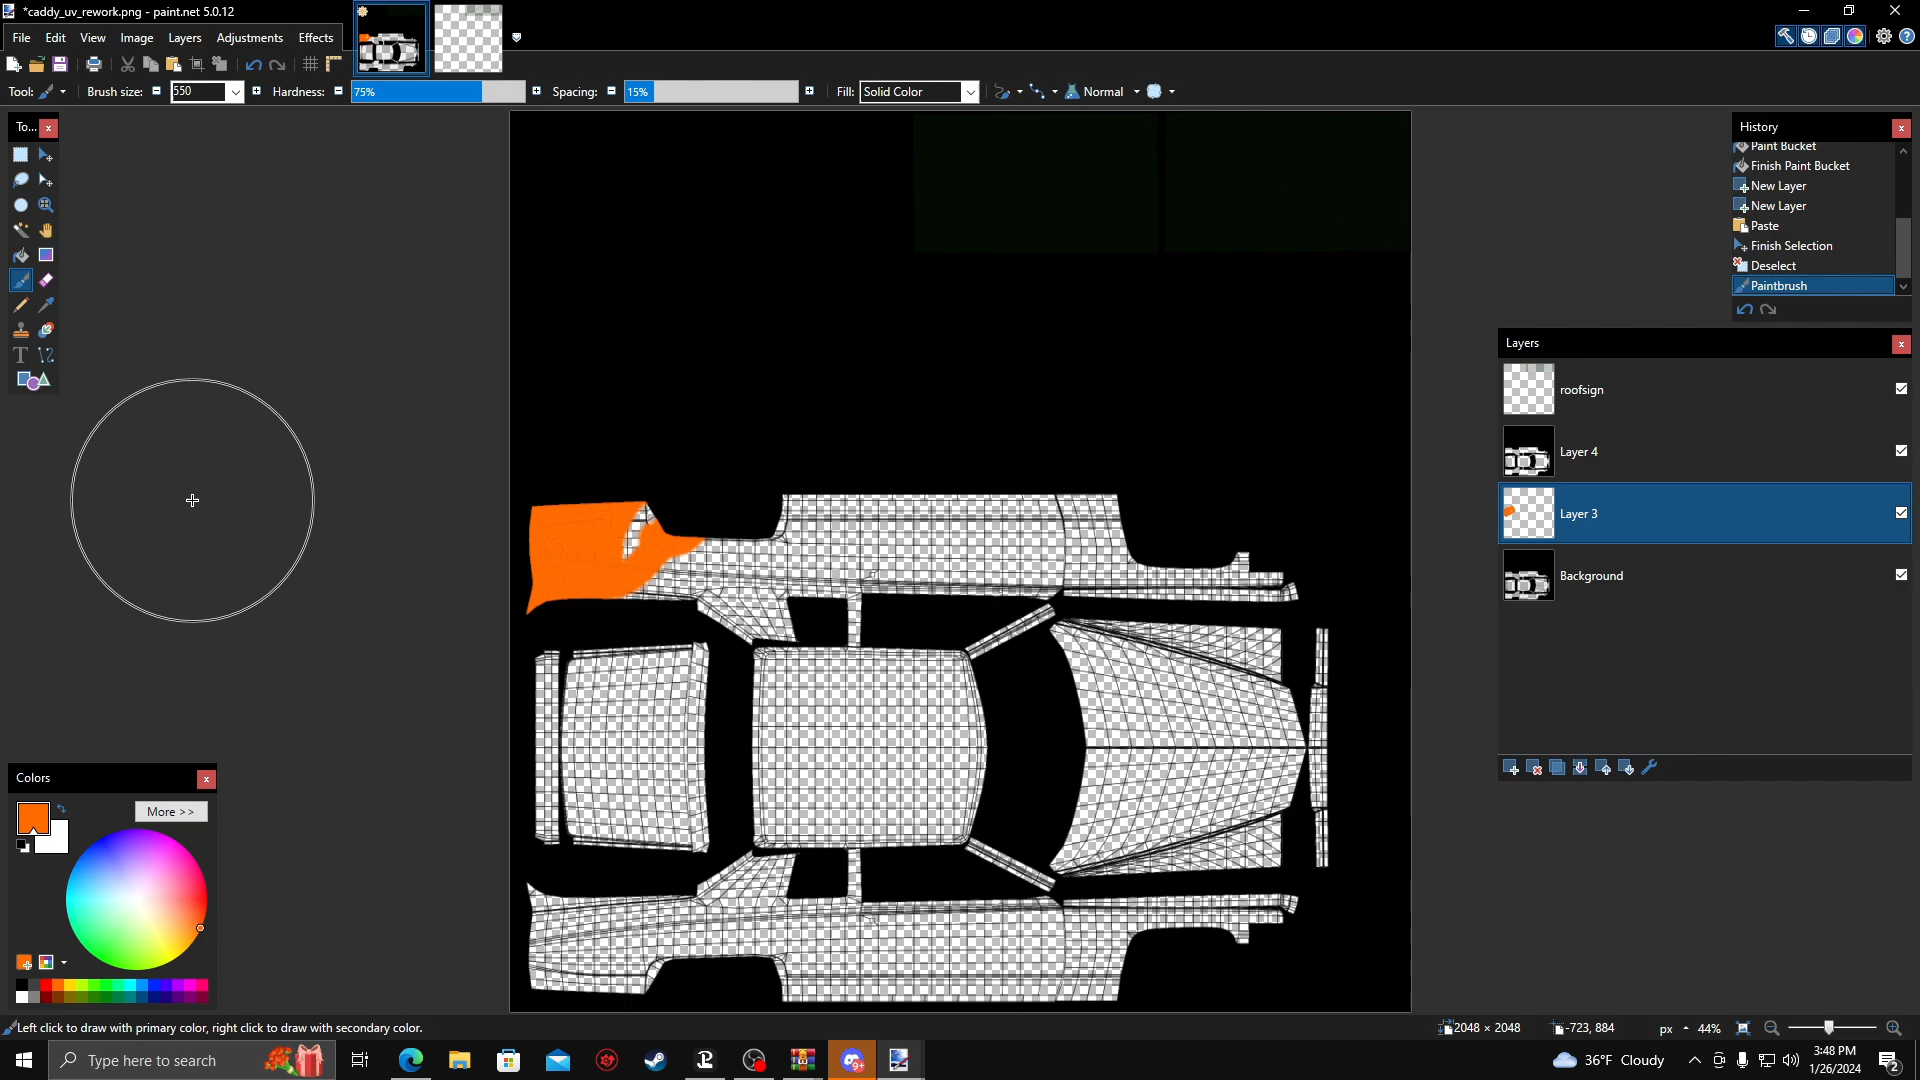 *caddy_uv_rework.png - paint.net 5.0.12
File Edit View Image Layers Adjustments Effects
Tool: Brush size: 550 Hardness: 75% Spacing: 15% Fill: Solid Color Normal
To...
History
Paint Bucket
Finish Paint Bucket
New Layer
New Layer
Paste
Finish Selection
Deselect
Paintbrush
Layers
roofsign
Layer 4
Layer 3
Background
Colors
More >>
Left click to draw with primary color, right click to draw with secondary color.
2048 × 2048 -723, 884 px 44%
Type here to search
9+
36°F Cloudy
3:48 PM
1/26/2024
2